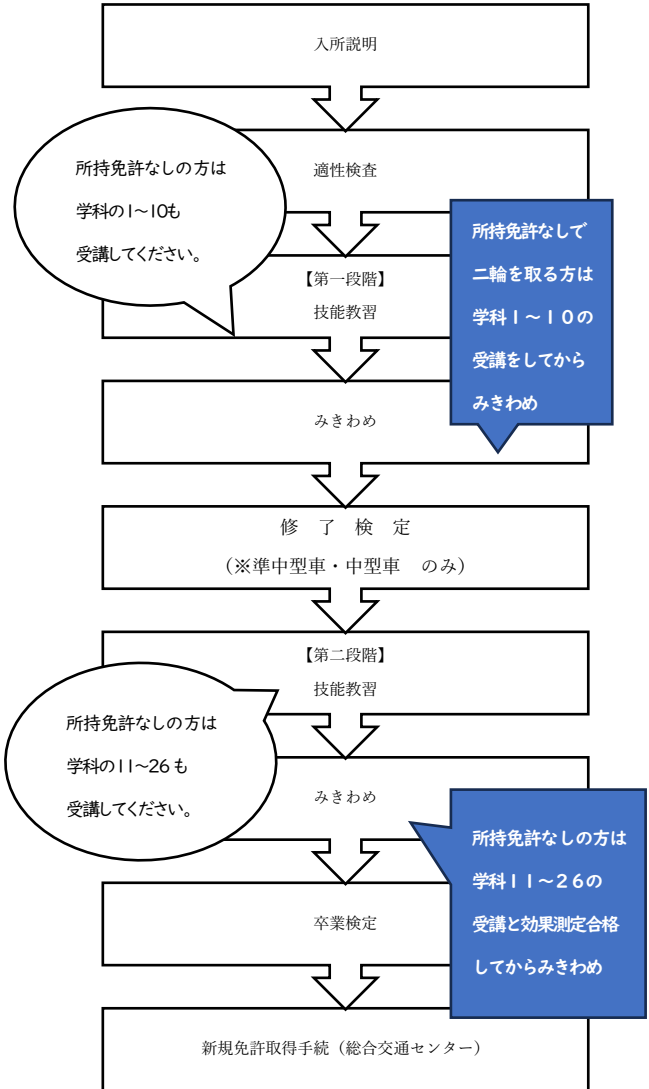 入所説明
適性検査
所持免許なしの方は
学科の1~10も
受講してください。
【第一段階】
技能教習
所持免許なしで
二輪を取る方は
学科1~10の
受講をしてから
みきわめ
みきわめ
修 了 検 定
(※準中型車・中型車 のみ)
【第二段階】
技能教習
所持免許なしの方は
学科の11~26も
受講してください。
みきわめ
所持免許なしの方は
学科11~26の
受講と効果測定合格
してからみきわめ
卒業検定
新規免許取得手続(総合交通センター)